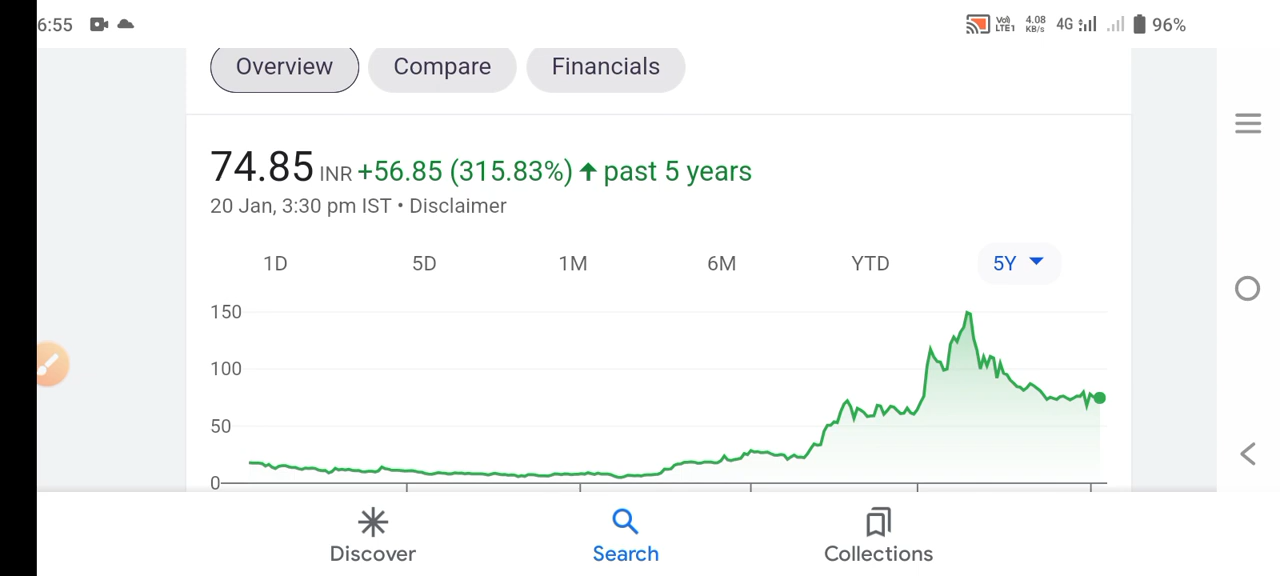 6:55 Vo) LTE1 4.08 KB/s 4G 96%
Overview Compare Financials
74.85 INR +56.85 (315.83%) past 5 years
20 Jan, 3:30 pm IST • Disclaimer
1D 5D 1M 6M YTD 5Y
150
100
50
0
Discover Search Collections